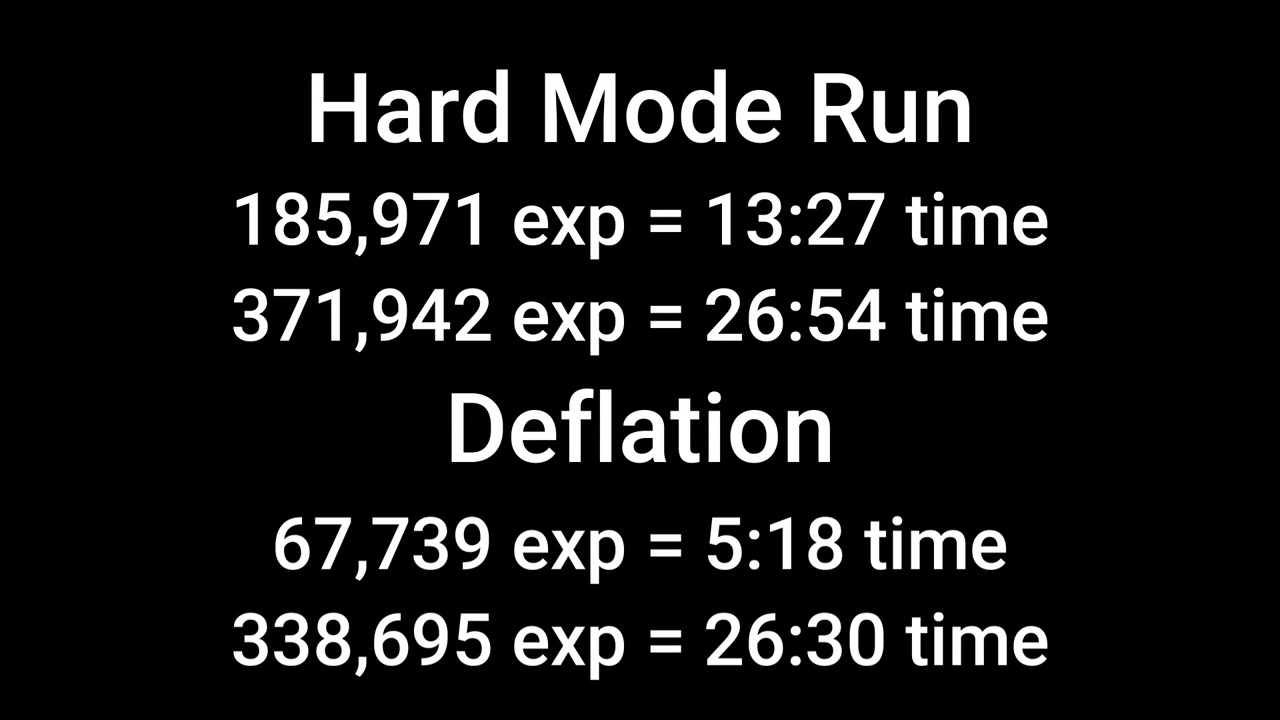 Hard Mode Run
185,971 exp = 13:27 time
371,942 exp = 26:54 time
Deflation
67,739 exp = 5:18 time
338,695 exp = 26:30 time